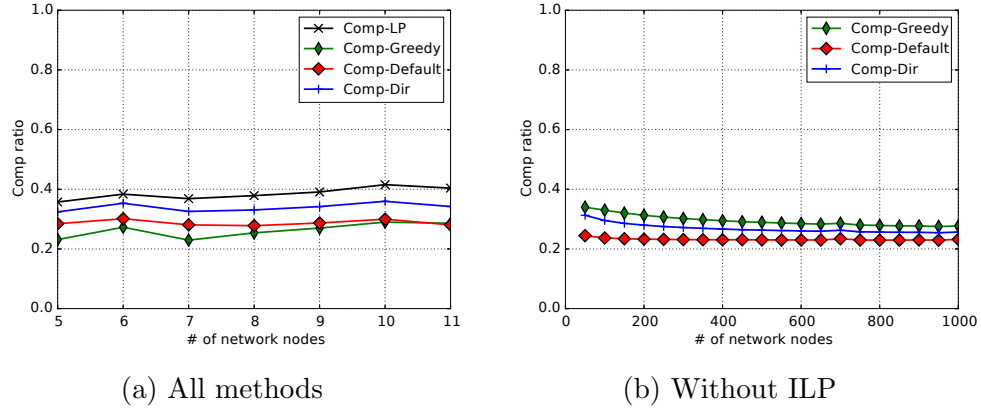 1.0
0.8
0.6
0.4
0.2
0.0
Comp ratio
Comp-LP
Comp-Greedy
Comp-Default
Comp-Dir
5 6 7 8 9 10 11
# of network nodes
(a) All methods
1.0
0.8
0.6
0.4
0.2
0.0
Comp ratio
Comp-Greedy
Comp-Default
Comp-Dir
0 200 400 600 800 1000
# of network nodes
(b) Without ILP